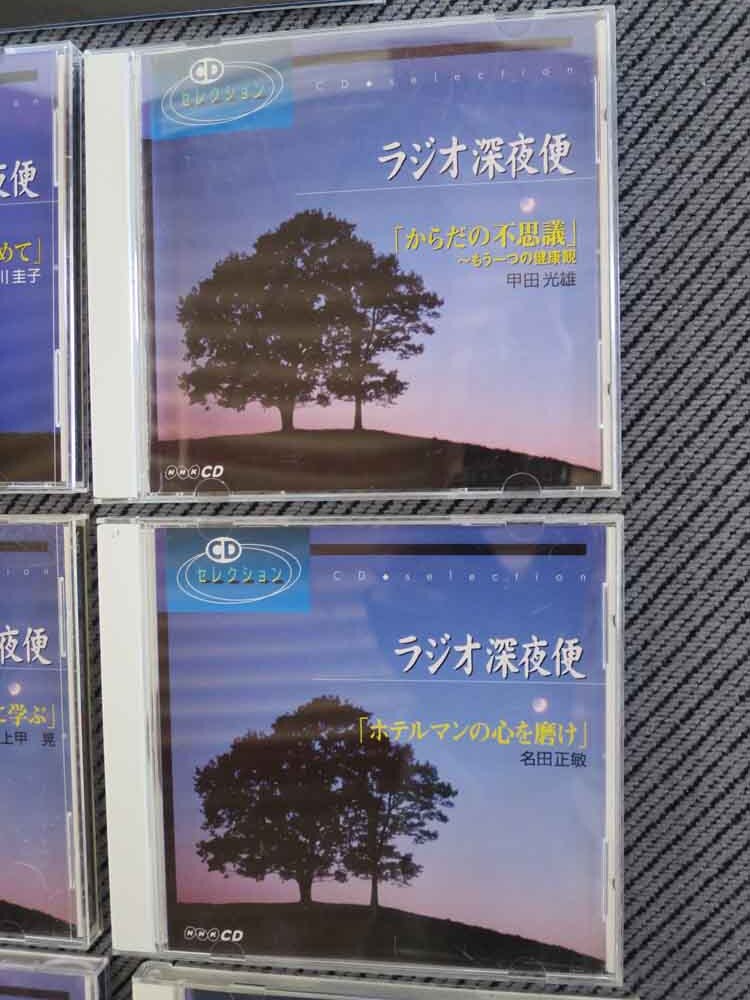 CD
セレクション
CD◆selection
ラジオ深夜便
「からだの不思議」
～もう一つの健康観
甲田光雄
NHK CD
夜便
めて」
川圭子
CD
セレクション
CD◆selection
ラジオ深夜便
「ホテルマンの心を磨け」
名田正敏
NHK CD
夜便
に学ぶ」
上甲 晃